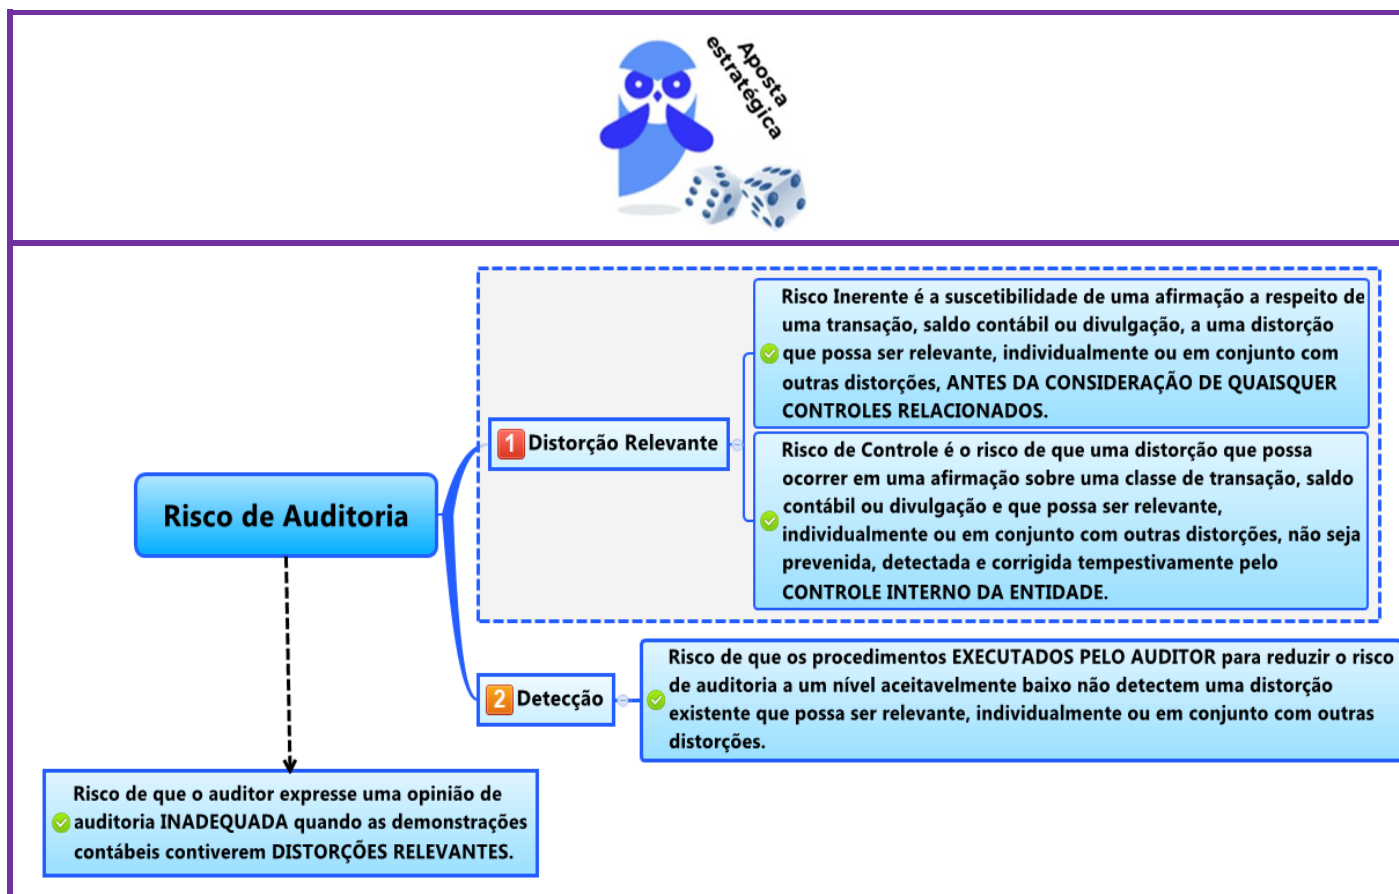 Aposta
estratégica
Risco Inerente é a suscetibilidade de uma afirmação a respeito de
uma transação, saldo contábil ou divulgação, a uma distorção
que possa ser relevante, individualmente ou em conjunto com
outras distorções, ANTES DA CONSIDERAÇÃO DE QUAISQUER
CONTROLES RELACIONADOS.
1 Distorção Relevante
Risco de Controle é o risco de que uma distorção que possa
ocorrer em uma afirmação sobre uma classe de transação, saldo
contábil ou divulgação e que possa ser relevante,
individualmente ou em conjunto com outras distorções, não seja
prevenida, detectada e corrigida tempestivamente pelo
CONTROLE INTERNO DA ENTIDADE.
Risco de Auditoria
2 Detecção
Risco de que os procedimentos EXECUTADOS PELO AUDITOR para reduzir o risco
de auditoria a um nível aceitavelmente baixo não detectem uma distorção
existente que possa ser relevante, individualmente ou em conjunto com outras
distorções.
Risco de que o auditor expresse uma opinião de
auditoria INADEQUADA quando as demonstrações
contábeis contiverem DISTORÇÕES RELEVANTES.